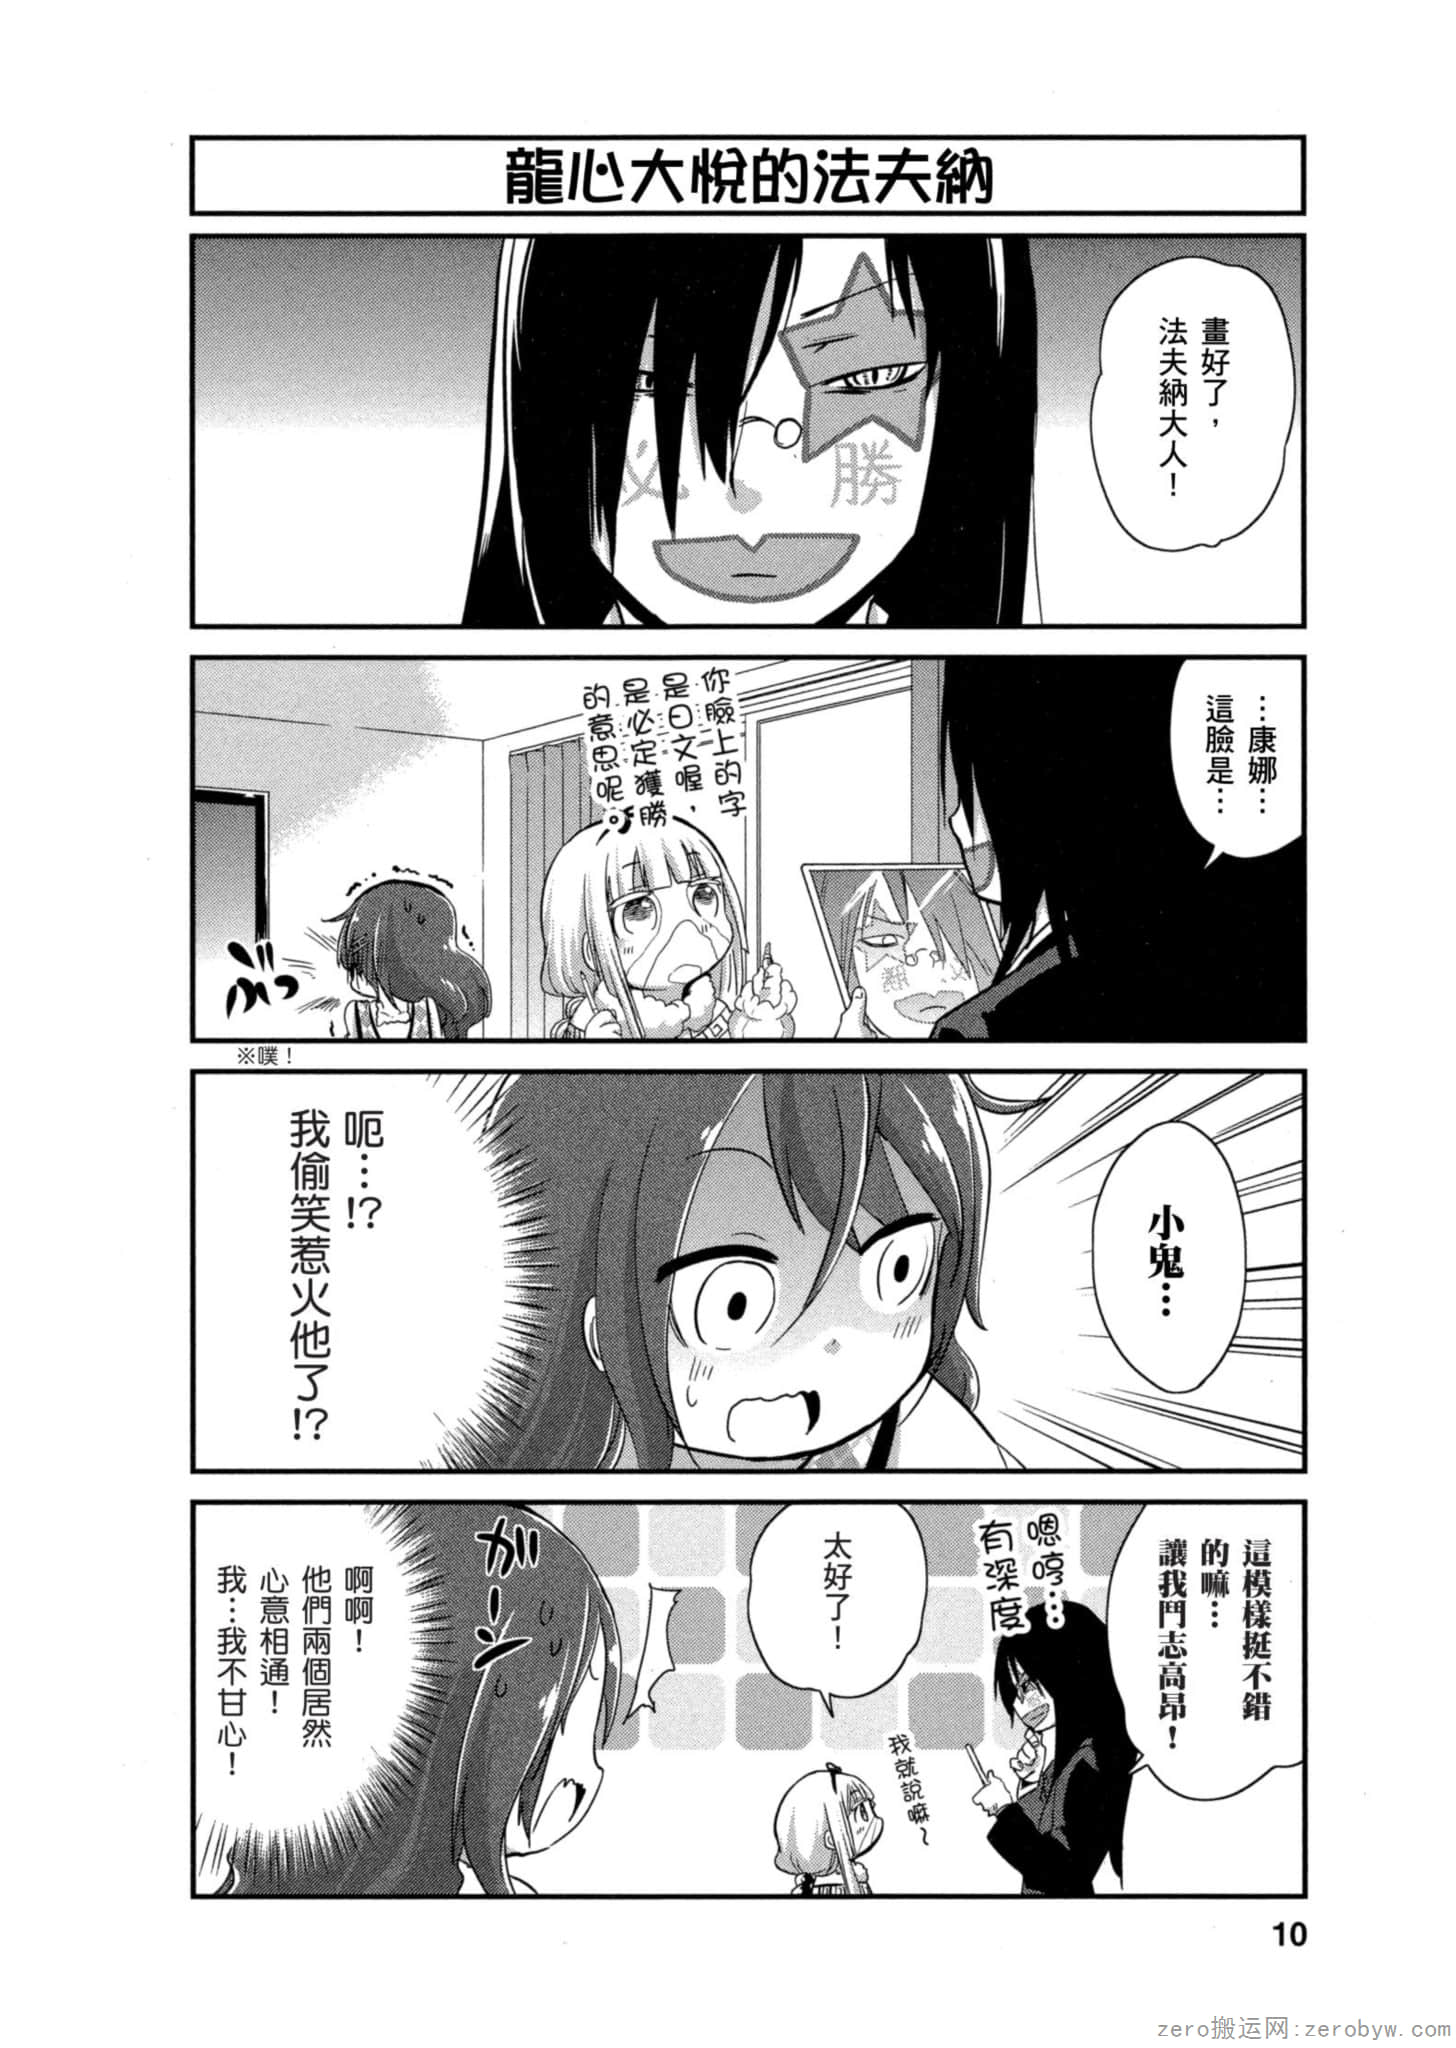 龍心大悅的法夫納
畫好了，
法夫納大人！
必
勝
…康娜…
這臉是…
你臉上的字
是日文喔，
是必定獲勝
的意思呢。
ぶっ
※噗！
小鬼…
呃…!?
我偷笑惹火他了!?
這模樣挺不錯
的嘛…
讓我鬥志高昂！
嗯哼…
有深度
太好了！
我就說嘛～
ガーン
啊啊！
他們兩個居然
心意相通！
我…我不甘心！
10
zero搬运网:zerobyw.com